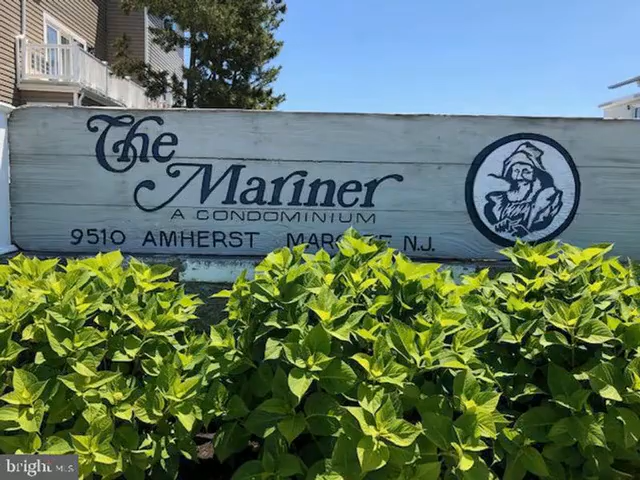 The
Mariner
A CONDOMINIUM
9510 AMHERST N.J.
bright MLS